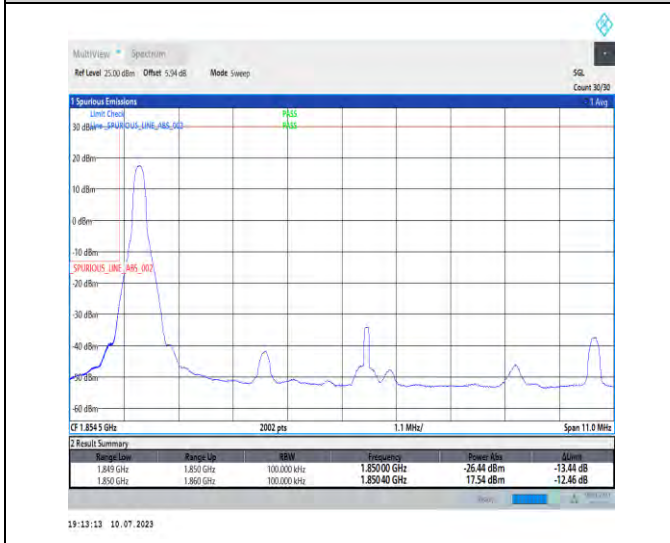 MultiView Spectrum
Ref Level 25.00 dBm Offset 5.94 dB Mode Sweep SGL
Count 30/30
1 Spurious Emissions 1 Avg
Limit Check PASS
30 dBm Line _SPURIOUS_LINE_ABS_002 PASS
20 dBm
10 dBm
0 dBm
-10 dBm
_SPURIOUS_LINE_ABS_002
-20 dBm
-30 dBm
-40 dBm
-50 dBm
-60 dBm
CF 1.854 5 GHz 2002 pts 1.1 MHz/ Span 11.0 MHz
2 Result Summary
Range Low Range Up RBW Frequency Power Abs ΔLimit
1.849 GHz 1.850 GHz 100.000 kHz 1.85000 GHz -26.44 dBm -13.44 dB
1.850 GHz 1.860 GHz 100.000 kHz 1.85040 GHz 17.54 dBm -12.46 dB
19:13:13 10.07.2023